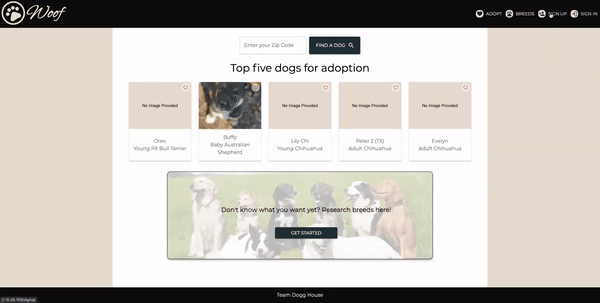 Woof
ADOPT
BREEDS
SIGN UP
SIGN IN
Enter your Zip Code
FIND A DOG
Top five dogs for adoption
No Image Provided
No Image Provided
No Image Provided
No Image Provided
Oreo
Young Pit Bull Terrier
Buffy
Baby Australian
Shepherd
Lily Chi
Young Chihuahua
Peter 2 (TX)
Adult Chihuahua
Evelyn
Adult Chihuahua
Don't know what you want yet? Research breeds here!
GET STARTED
Team Dogg House